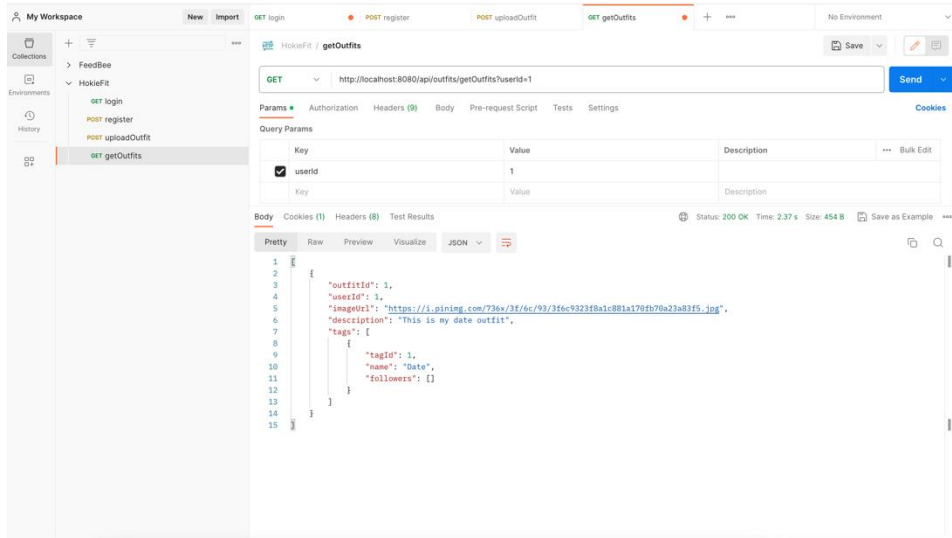 My Workspace New Import GET login POST register POST uploadOutfit GET getOutfits No Environment
Collections
Environments
History
FeedBee
HokieFit
GET login
POST register
POST uploadOutfit
GET getOutfits
HTTP HokieFit / getOutfits Save
GET http://localhost:8080/api/outfits/getOutfits?userId=1 Send
Params Authorization Headers (9) Body Pre-request Script Tests Settings Cookies
Query Params
Key Value Description Bulk Edit
userId 1
Key Value Description
Body Cookies (1) Headers (8) Test Results Status: 200 OK Time: 2.37 s Size: 454 B Save as Example
Pretty Raw Preview Visualize JSON
1 [
2 {
3 "outfitId": 1,
4 "userId": 1,
5 "imageUrl": "https://i.pinimg.com/736x/3f/6c/93/3f6c9323f8a1c881a170fb70a23a83f5.jpg",
6 "description": "This is my date outfit",
7 "tags": [
8 {
9 "tagId": 1,
10 "name": "Date",
11 "followers": []
12 }
13 ]
14 }
15 ]